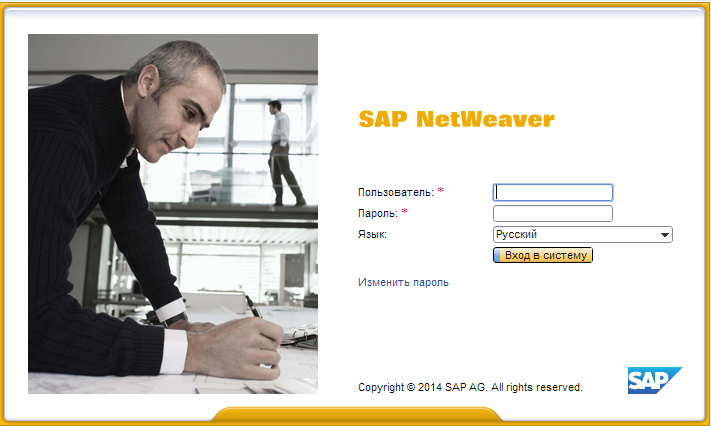 SAP NetWeaver
Пользователь: *
Пароль: *
Язык: Русский
Вход в систему
Изменить пароль
Copyright © 2014 SAP AG. All rights reserved.
SAP